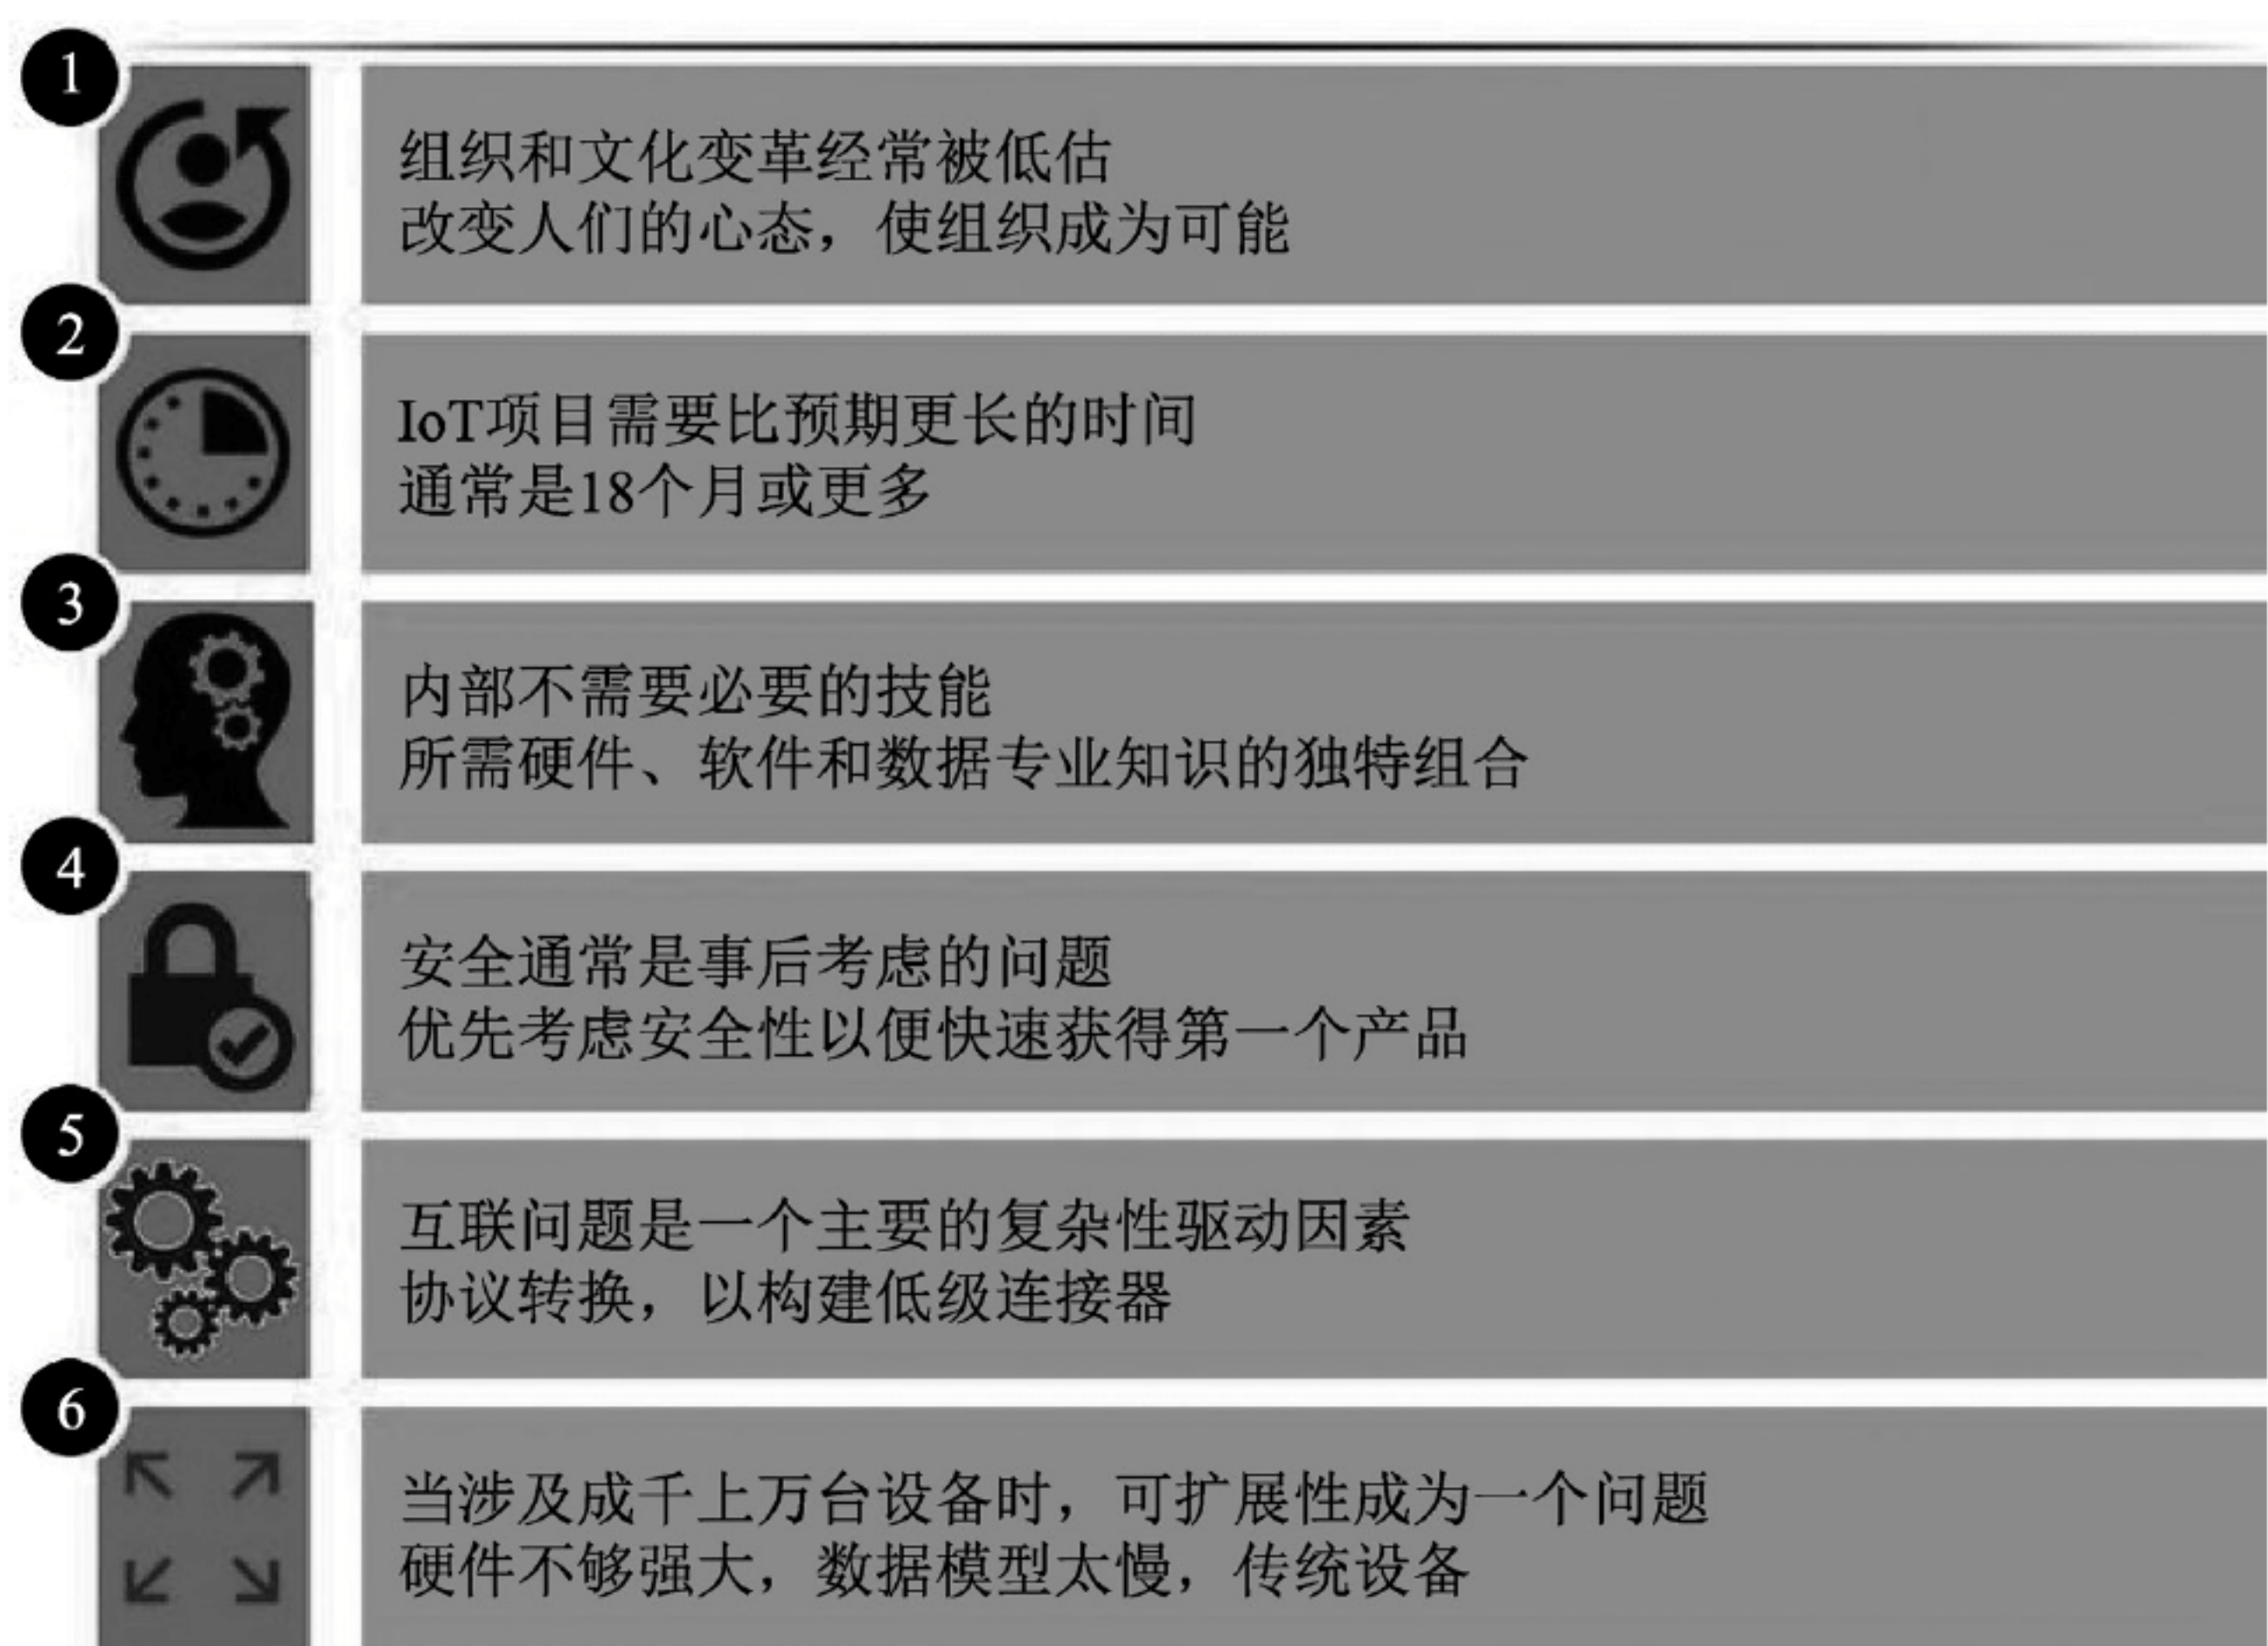 1
组织和文化变革经常被低估
改变人们的心态，使组织成为可能
2
IoT项目需要比预期更长的时间
通常是18个月或更多
3
内部不需要必要的技能
所需硬件、软件和数据专业知识的独特组合
4
安全通常是事后考虑的问题
优先考虑安全性以便快速获得第一个产品
5
互联问题是一个主要的复杂性驱动因素
协议转换，以构建低级连接器
6
当涉及成千上万台设备时，可扩展性成为一个问题
硬件不够强大，数据模型太慢，传统设备